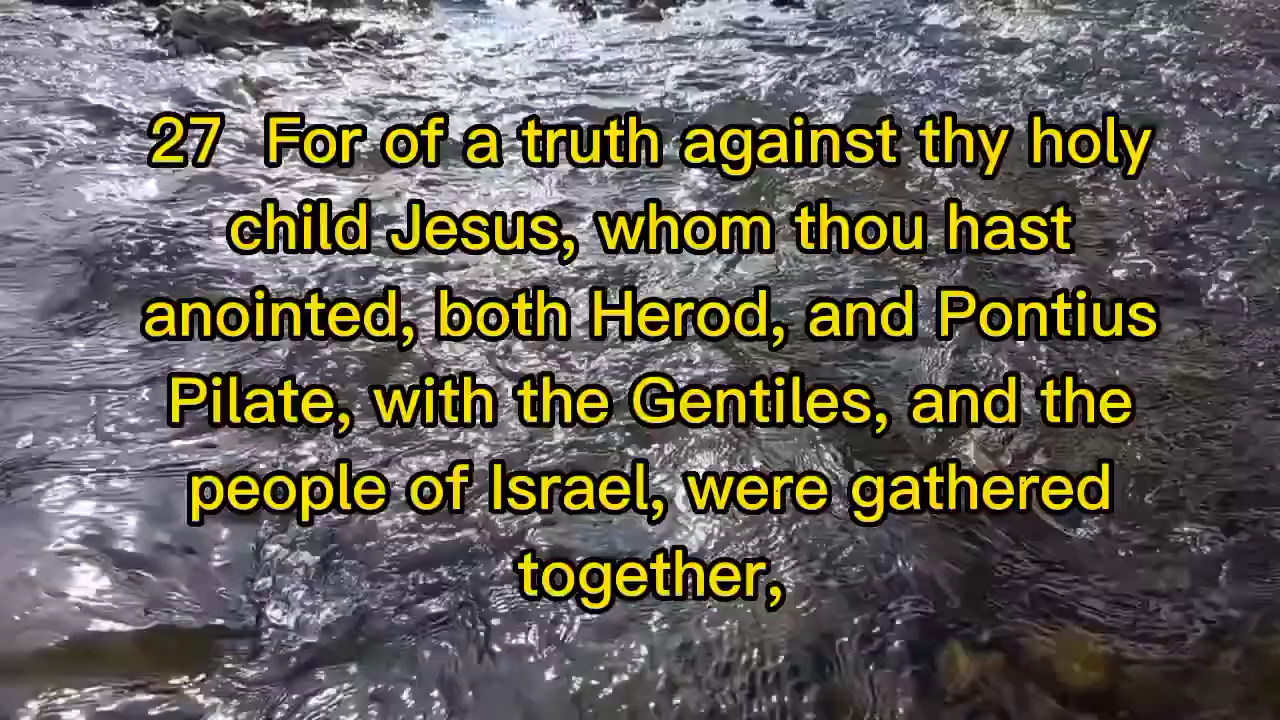 27 For of a truth against thy holy
child Jesus, whom thou hast
anointed, both Herod, and Pontius
Pilate, with the Gentiles, and the
people of Israel, were gathered
together,